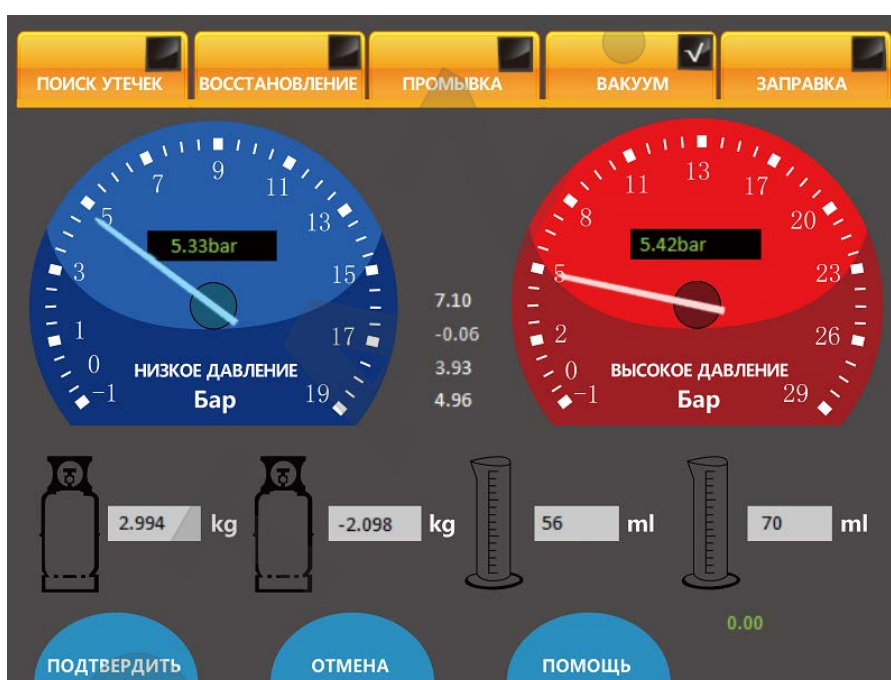 ПОИСК УТЕЧЕК
ВОССТАНОВЛЕНИЕ
ПРОМЫВКА
ВАКУУМ
ЗАПРАВКА
-1
0
1
3
5
7
9
11
13
15
17
19
5.33bar
НИЗКОЕ ДАВЛЕНИЕ
Бар
7.10
-0.06
3.93
4.96
-1
0
2
5
8
11
13
17
20
23
26
29
5.42bar
ВЫСОКОЕ ДАВЛЕНИЕ
Бар
2.994 kg
-2.098 kg
56 ml
70 ml
0.00
ПОДТВЕРДИТЬ
ОТМЕНА
ПОМОЩЬ